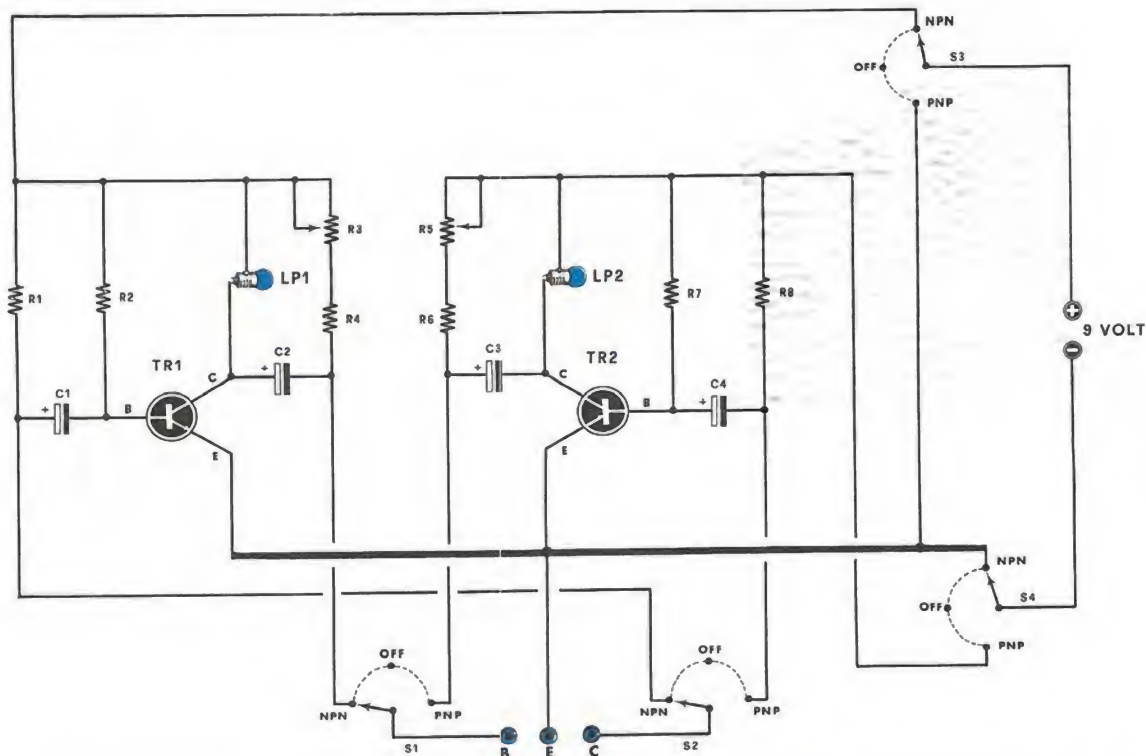 NPN
S3
OFF
PNP
R3
R5
LP1
LP2
R1
R2
R7
R8
R4
R6
9 VOLT
TR1
C2
C3
TR2
C
C
C1
C4
+
+
+
+
B
B
E
E
NPN
OFF
S4
PNP
OFF
OFF
NPN
PNP
NPN
PNP
S1
B
E
C
S2